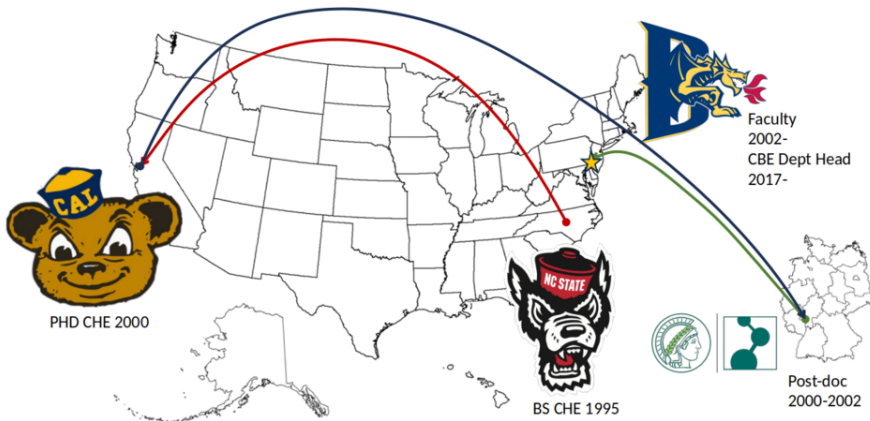 Faculty
2002-
CBE Dept Head
2017-
CAL
PHD CHE 2000
NC STATE
BS CHE 1995
Post-doc
2000-2002